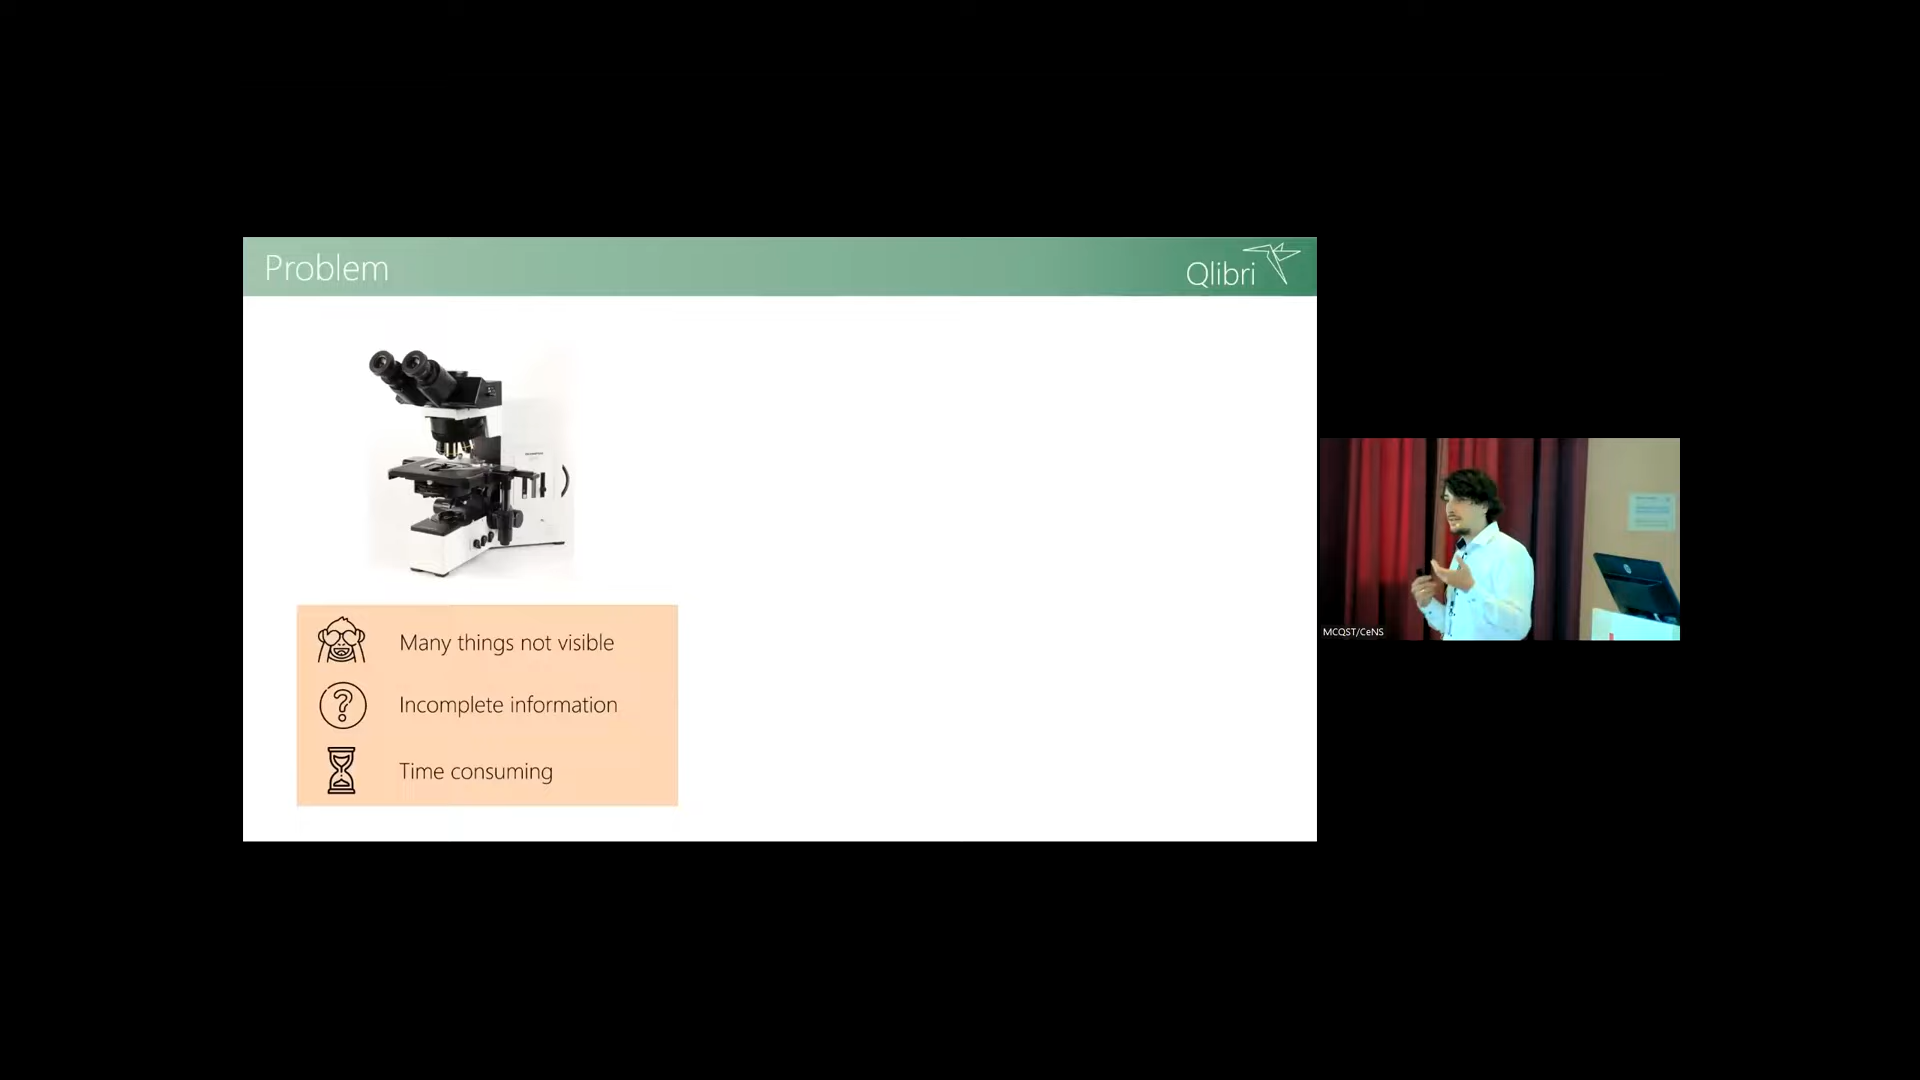 Problem
Qlibri
Many things not visible
Incomplete information
Time consuming
MCQST/CeNS